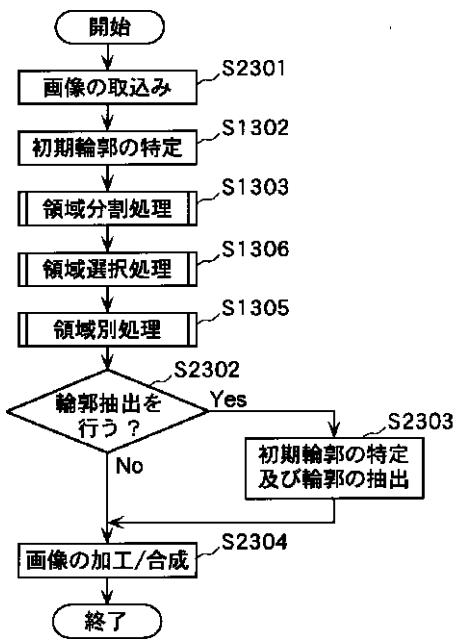 開始
画像の取込み
S2301
初期輪郭の特定
S1302
領域分割処理
S1303
領域選択処理
S1306
領域別処理
S1305
輪郭抽出を
行う？
S2302
Yes
No
初期輪郭の特定
及び輪郭の抽出
S2303
画像の加工/合成
S2304
終了